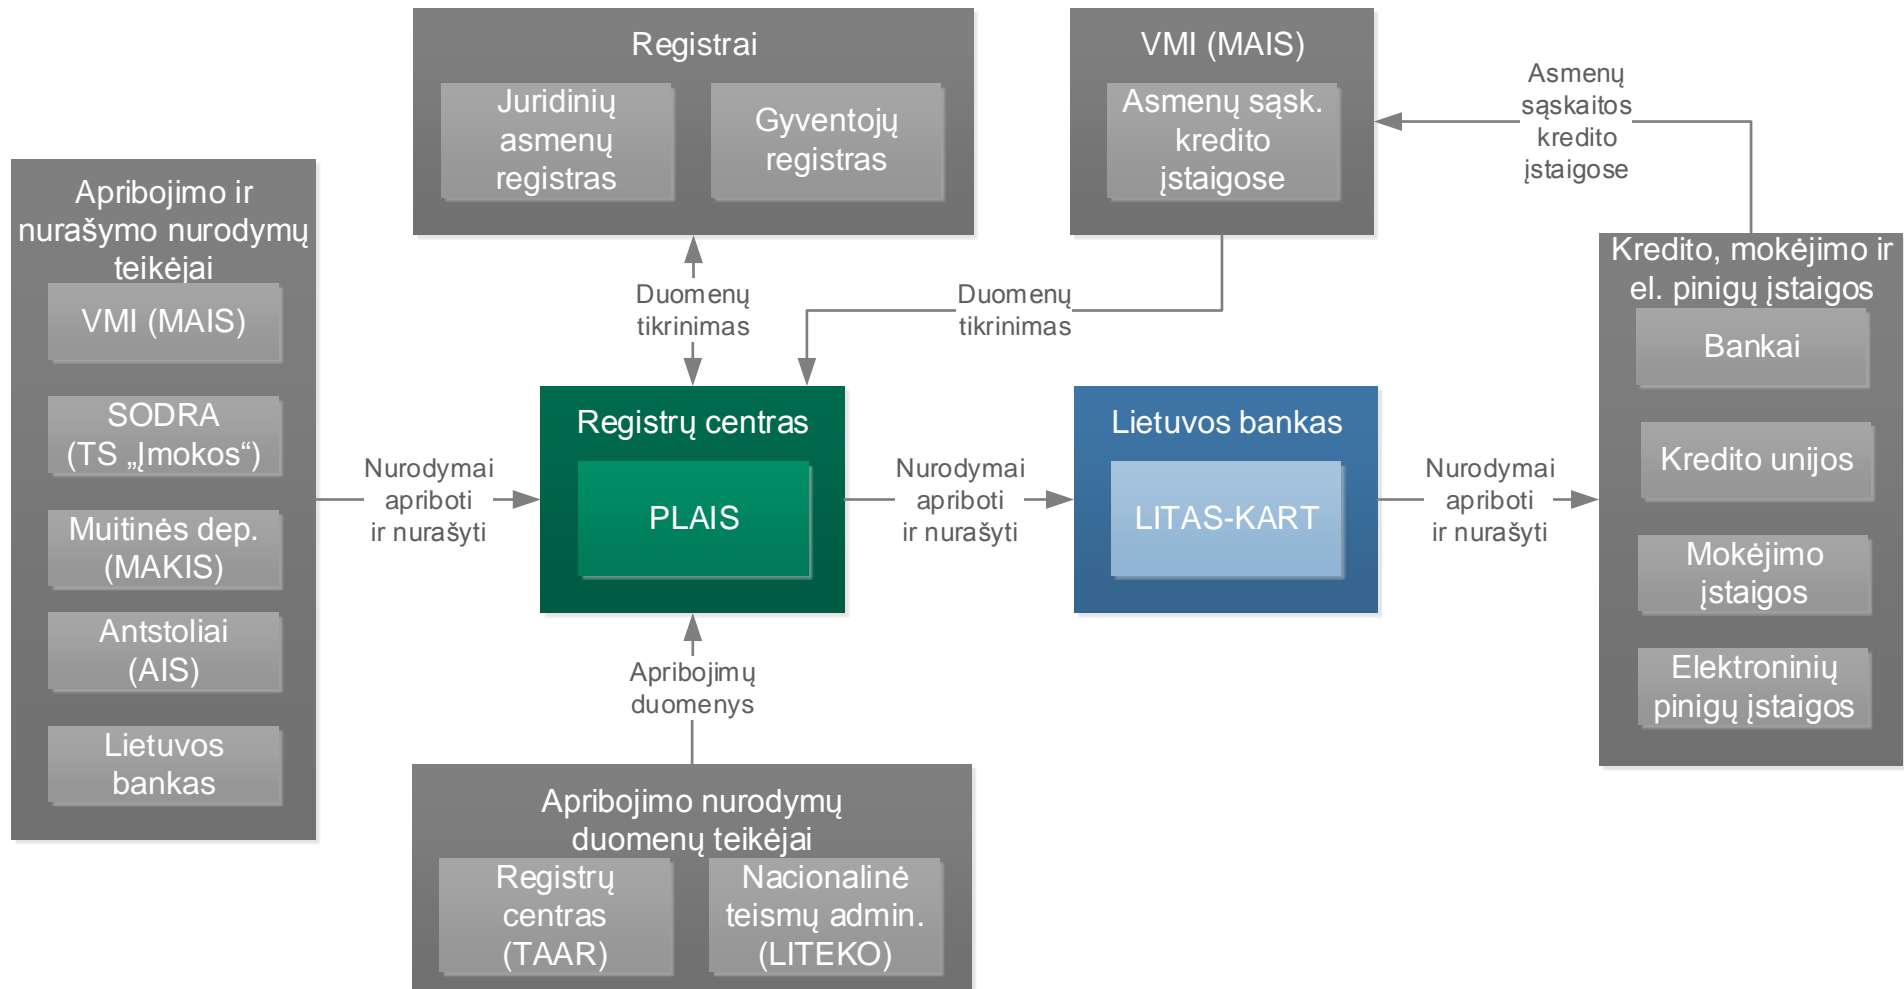 Registrai
Juridinių
asmenų
registras
Gyventojų
registras
VMI (MAIS)
Asmenų sąsk.
kredito
įstaigose
Asmenų
sąskaitos
kredito
įstaigose
Apribojimo ir
nurašymo nurodymų
teikėjai
VMI (MAIS)
SODRA
(TS „Įmokos“)
Muitinės dep.
(MAKIS)
Antstoliai
(AIS)
Lietuvos
bankas
Duomenų
tikrinimas
Duomenų
tikrinimas
Nurodymai
apriboti
ir nurašyti
Registrų centras
PLAIS
Nurodymai
apriboti
ir nurašyti
Lietuvos bankas
LITAS-KART
Nurodymai
apriboti
ir nurašyti
Kredito, mokėjimo ir
el. pinigų įstaigos
Bankai
Kredito unijos
Mokėjimo
įstaigos
Elektroninių
pinigų įstaigos
Apribojimų
duomenys
Apribojimo nurodymų
duomenų teikėjai
Registrų
centras
(TAAR)
Nacionalinė
teismų admin.
(LITEKO)